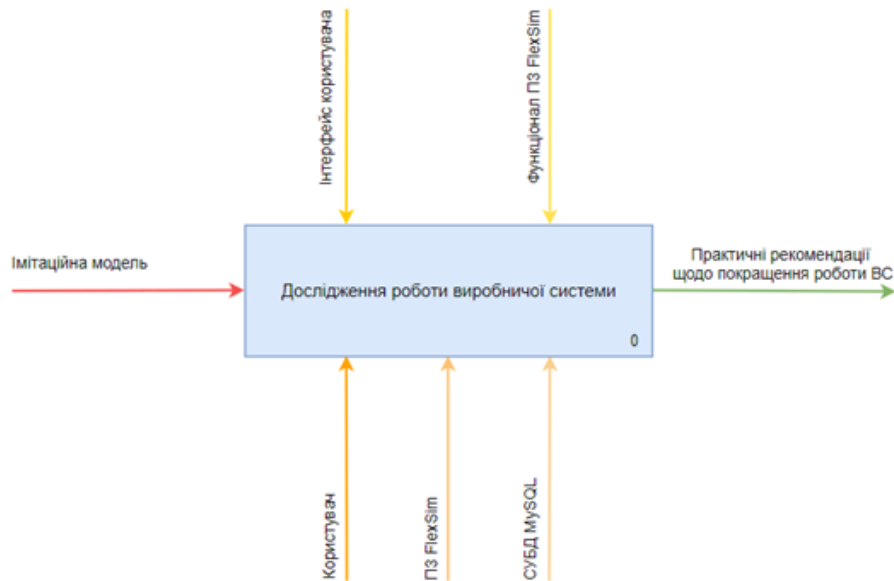 Інтерфейс користувача
Функціонал ПЗ FlexSim
Імітаційна модель
Дослідження роботи виробничої системи
0
Практичні рекомендації
щодо покращення роботи ВС
Користувач
ПЗ FlexSim
СУБД MySQL